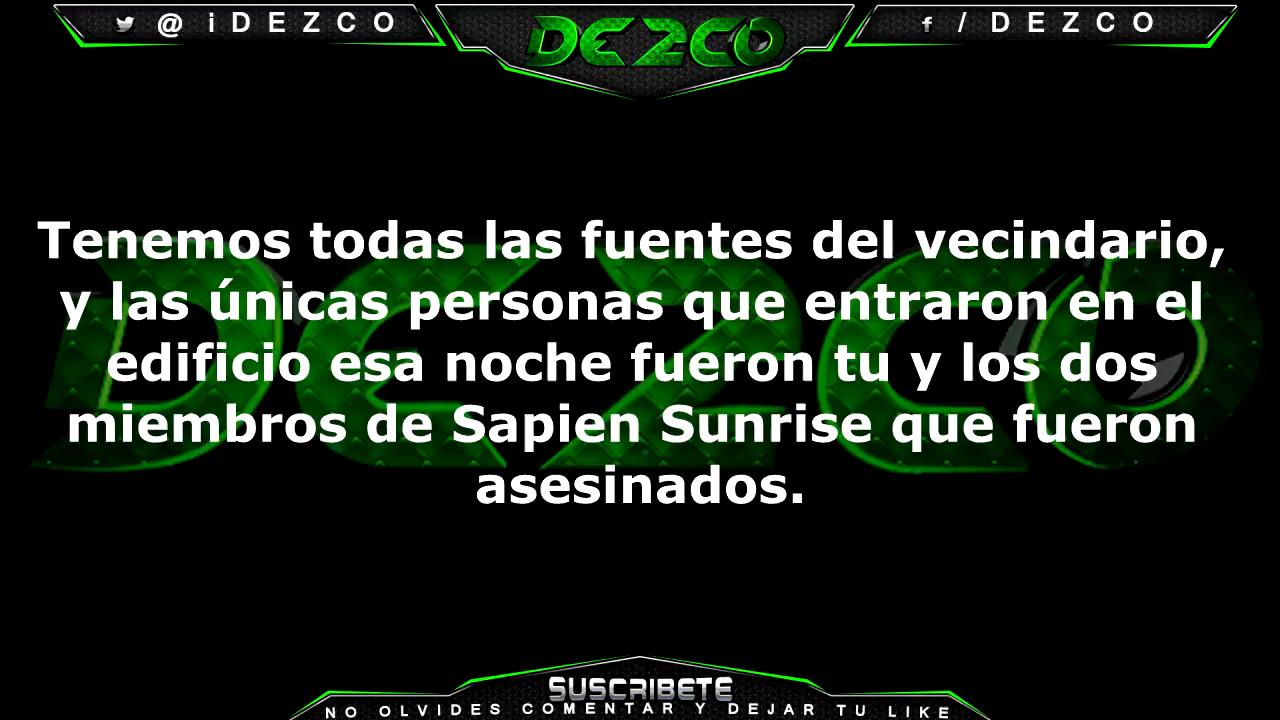 @iDEZCO
DEZCO
f/DEZCO
Tenemos todas las fuentes del vecindario,
y las únicas personas que entraron en el
edificio esa noche fueron tu y los dos
miembros de Sapien Sunrise que fueron
asesinados.
DEZCO
SUSCRIBETE
NO OLVIDES COMENTAR Y DEJAR TU LIKE